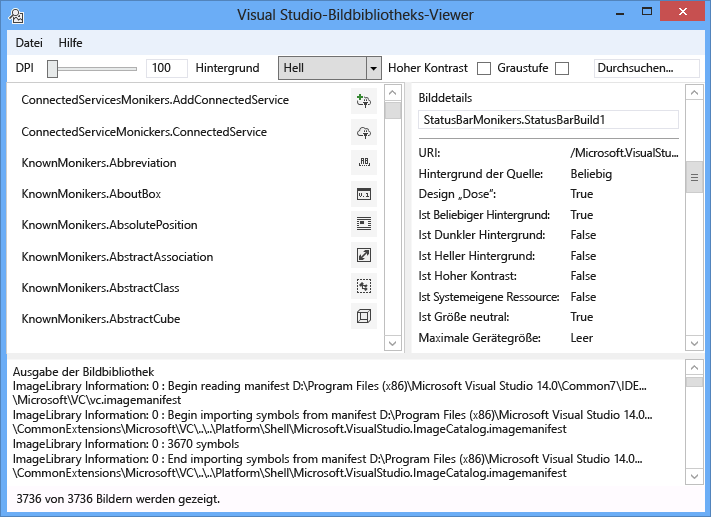 Visual Studio-Bildbibliotheks-Viewer
Datei Hilfe
DPI 100 Hintergrund Hell Hoher Kontrast Graustufe Durchsuchen...
ConnectedServicesMonikers.AddConnectedService
ConnectedServiceMonickers.ConnectedService
KnownMonikers.Abbreviation
KnownMonikers.AboutBox
KnownMonikers.AbsolutePosition
KnownMonikers.AbstractAssociation
KnownMonikers.AbstractClass
KnownMonikers.AbstractCube
Bilddetails
StatusBarMonikers.StatusBarBuild1
URI: /Microsoft.VisualStu...
Hintergrund der Quelle: Beliebig
Design „Dose“: True
Ist Beliebiger Hintergrund: True
Ist Dunkler Hintergrund: False
Ist Heller Hintergrund: False
Ist Hoher Kontrast: False
Ist Systemeigene Ressource: False
Ist Größe neutral: True
Maximale Gerätegröße: Leer
Ausgabe der Bildbibliothek
ImageLibrary Information: 0 : Begin reading manifest D:\Program Files (x86)\Microsoft Visual Studio 14.0\Common7\IDE...
\Microsoft\VC\vc.imagemanifest
ImageLibrary Information: 0 : Begin importing symbols from manifest D:\Program Files (x86)\Microsoft Visual Studio 14.0...
\CommonExtensions\Microsoft\VC\..\..\Platform\Shell\Microsoft.VisualStudio.ImageCatalog.imagemanifest
ImageLibrary Information: 0 : 3670 symbols
ImageLibrary Information: 0 : End importing symbols from manifest D:\Program Files (x86)\Microsoft Visual Studio 14.0...
\CommonExtensions\Microsoft\VC\..\..\Platform\Shell\Microsoft.VisualStudio.ImageCatalog.imagemanifest
3736 von 3736 Bildern werden gezeigt.